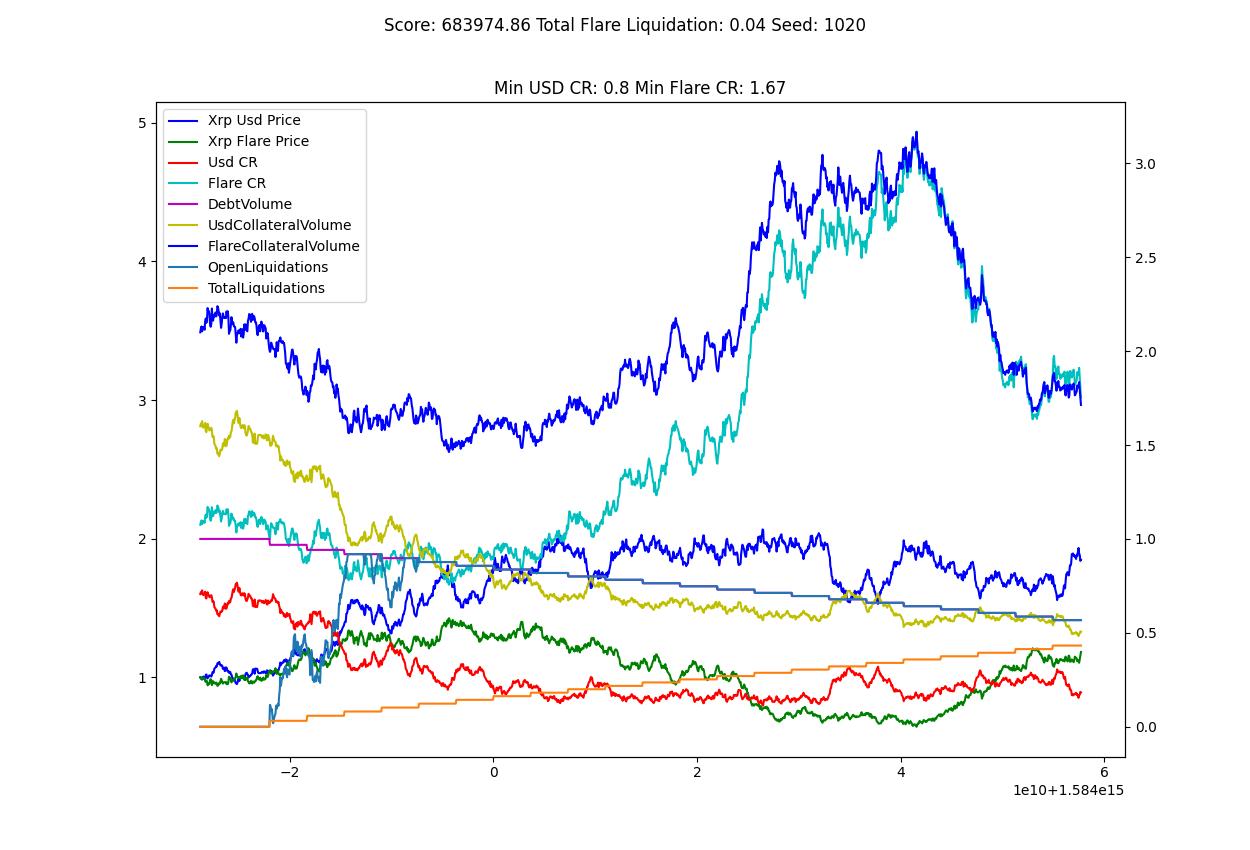 Score: 683974.86 Total Flare Liquidation: 0.04 Seed: 1020
Min USD CR: 0.8 Min Flare CR: 1.67
Xrp Usd Price
Xrp Flare Price
Usd CR
Flare CR
DebtVolume
UsdCollateralVolume
FlareCollateralVolume
OpenLiquidations
TotalLiquidations
5
4
3
2
1
3.0
2.5
2.0
1.5
1.0
0.5
0.0
−2 0 2 4 6
1e10+1.584e15